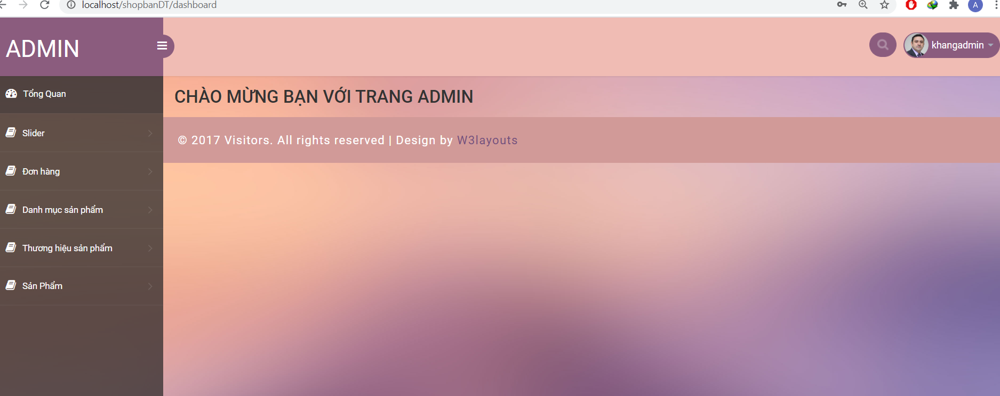 localhost/shopbanDT/dashboard
A
ADMIN
khangadmin
Tổng Quan
CHÀO MỪNG BẠN VỚI TRANG ADMIN
Slider
© 2017 Visitors. All rights reserved | Design by W3layouts
Đơn hàng
Danh mục sản phẩm
Thương hiệu sản phẩm
Sản Phẩm